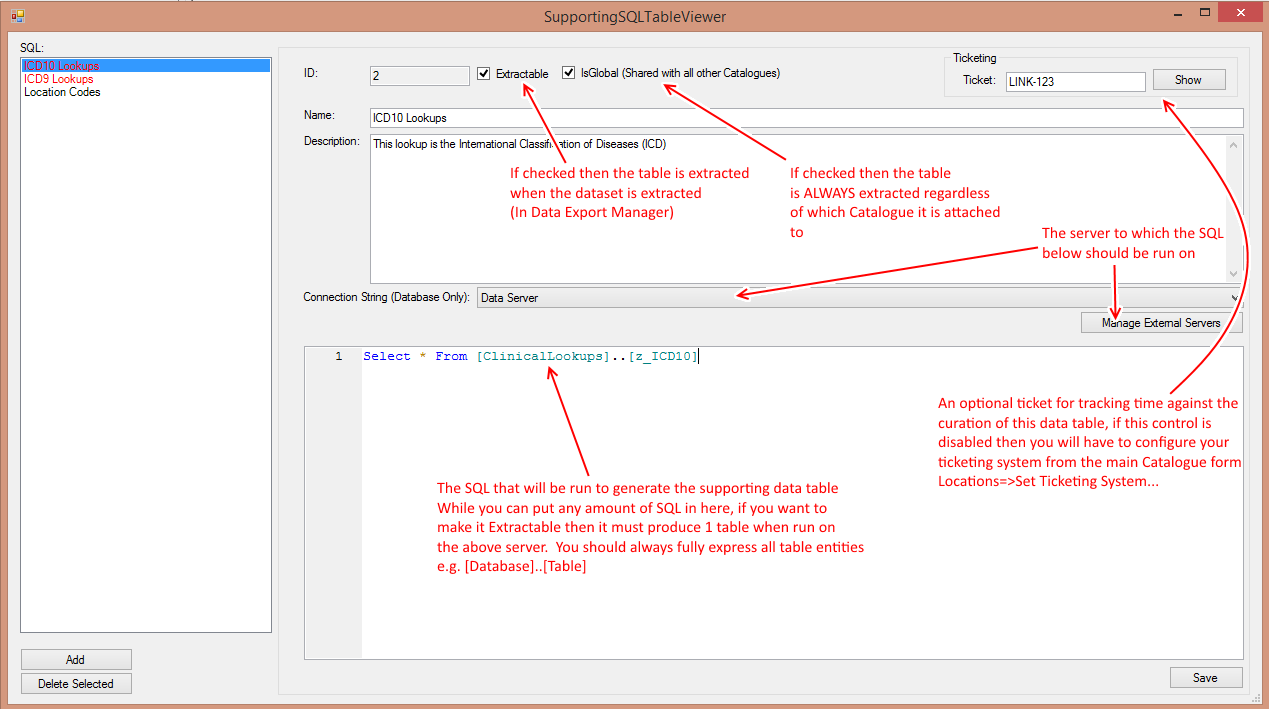 SupportingSQLTableViewer
SQL:
ICD10 Lookups
ICD9 Lookups
Location Codes
Add
Delete Selected
ID:
2
Extractable
IsGlobal (Shared with all other Catalogues)
Ticketing
Ticket:
LINK-123
Show
Name:
ICD10 Lookups
Description:
This lookup is the International Classification of Diseases (ICD)
If checked then the table is extracted
when the dataset is extracted
(In Data Export Manager)
If checked then the table
is ALWAYS extracted regardless
of which Catalogue it is attached
to
The server to which the SQL
below should be run on
Connection String (Database Only):
Data Server
Manage External Servers
1
Select * From [ClinicalLookups]..[z_ICD10]
An optional ticket for tracking time against the
curation of this data table, if this control is
disabled then you will have to configure your
ticketing system from the main Catalogue form
Locations=>Set Ticketing System...
The SQL that will be run to generate the supporting data table
While you can put any amount of SQL in here, if you want to
make it Extractable then it must produce 1 table when run on
the above server.  You should always fully express all table entities
e.g. [Database]..[Table]
Save